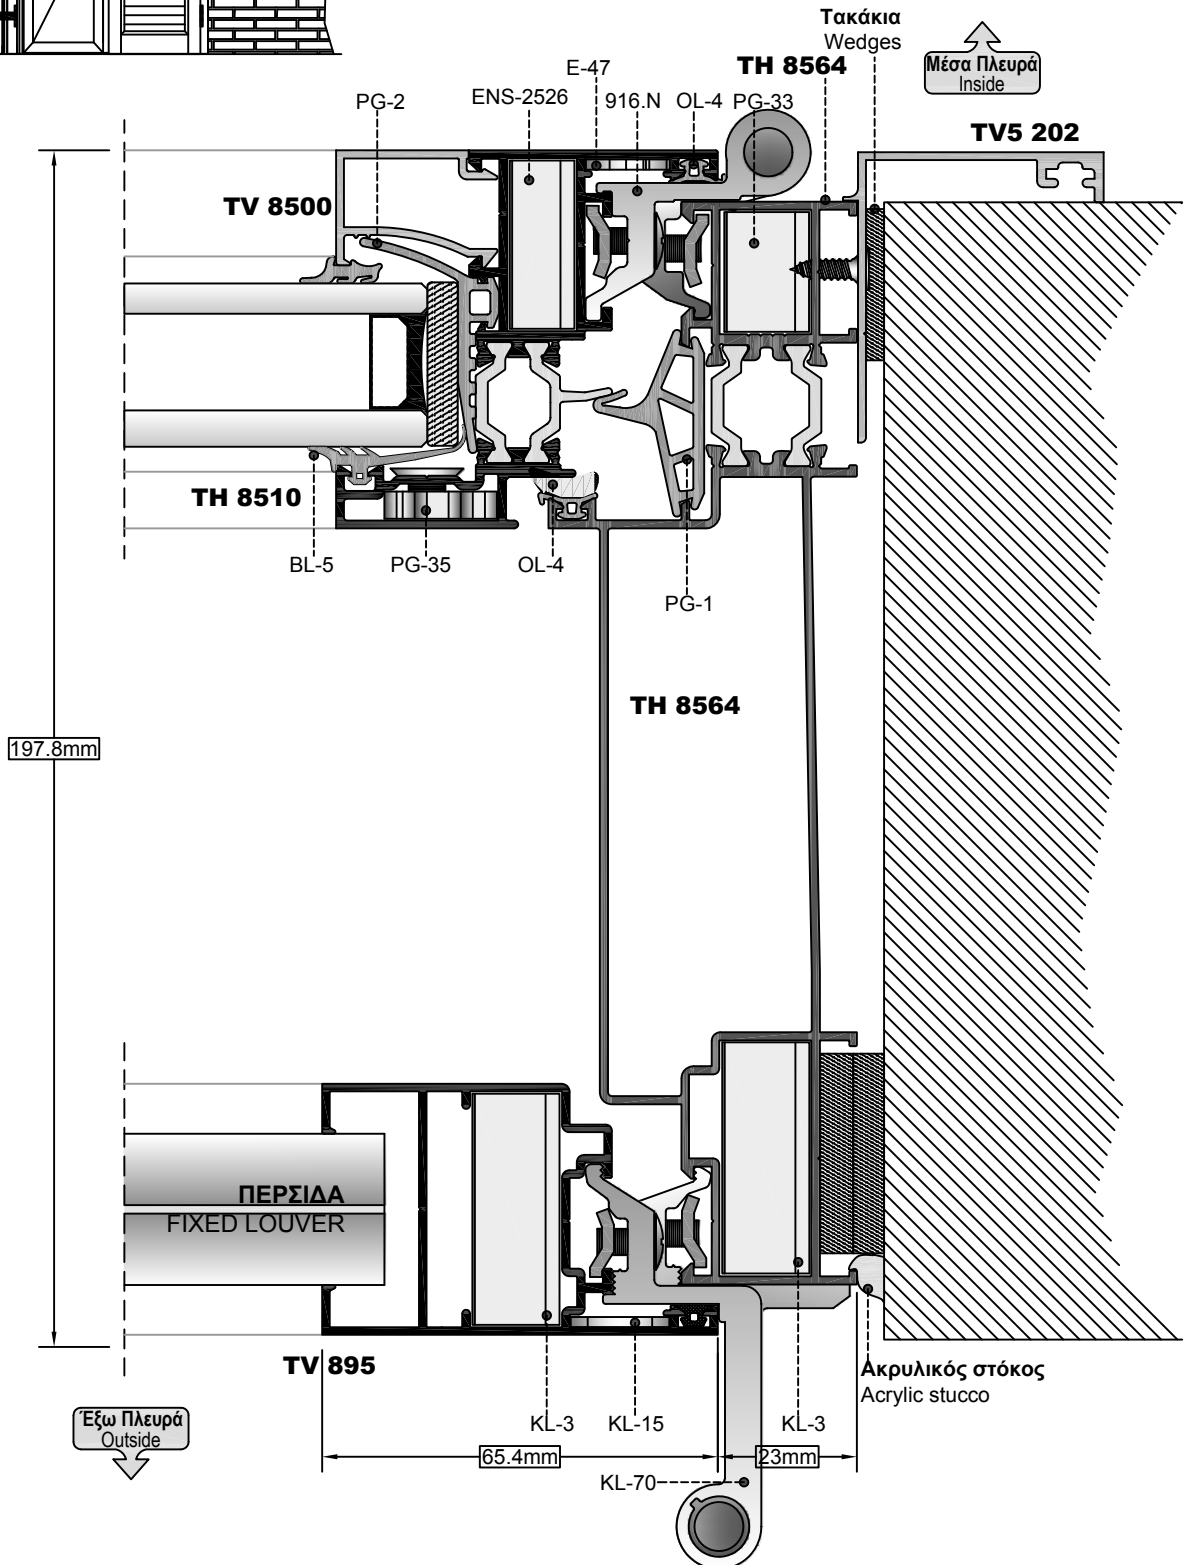 Τακάκια
Wedges
Μέσα Πλευρά
Inside
E-47
TH 8564
PG-2
ENS-2526
916.N
OL-4
PG-33
TV5 202
TV 8500
TH 8510
BL-5
PG-35
OL-4
PG-1
TH 8564
197.8mm
ΠΕΡΣΙΔΑ
FIXED LOUVER
TV 895
Ακρυλικός στόκος
Acrylic stucco
Έξω Πλευρά
Outside
KL-3
KL-15
KL-3
65.4mm
23mm
KL-70